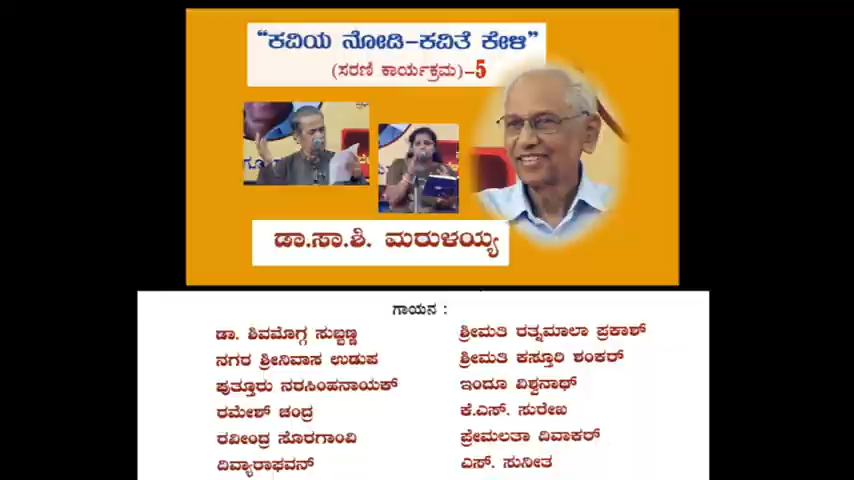 “ಕವಿಯ ನೋಡಿ-ಕವಿತೆ ಕೇಳಿ”
(ಸರಣಿ ಕಾರ್ಯಕ್ರಮ)-5
ಡಾ.ಸಾ.ಶಿ. ಮರುಳಯ್ಯ
ಗಾಯನ :
ಡಾ. ಶಿವಮೊಗ್ಗ ಸುಬ್ಬಣ್ಣ
ನಗರ ಶ್ರೀನಿವಾಸ ಉಡುಪ
ಪುತ್ತೂರು ನರಸಿಂಹನಾಯಕ್
ರಮೇಶ್ ಚಂದ್ರ
ರವೀಂದ್ರ ಸೊರಗಾಂವಿ
ದಿವ್ಯಾರಾಘವನ್
ಶ್ರೀಮತಿ ರತ್ನಮಾಲಾ ಪ್ರಕಾಶ್
ಶ್ರೀಮತಿ ಕಸ್ತೂರಿ ಶಂಕರ್
ಇಂದೂ ವಿಶ್ವನಾಥ್
ಕೆ.ಎಸ್. ಸುರೇಖ
ಪ್ರೇಮಲತಾ ದಿವಾಕರ್
ಎಸ್. ಸುನೀತ